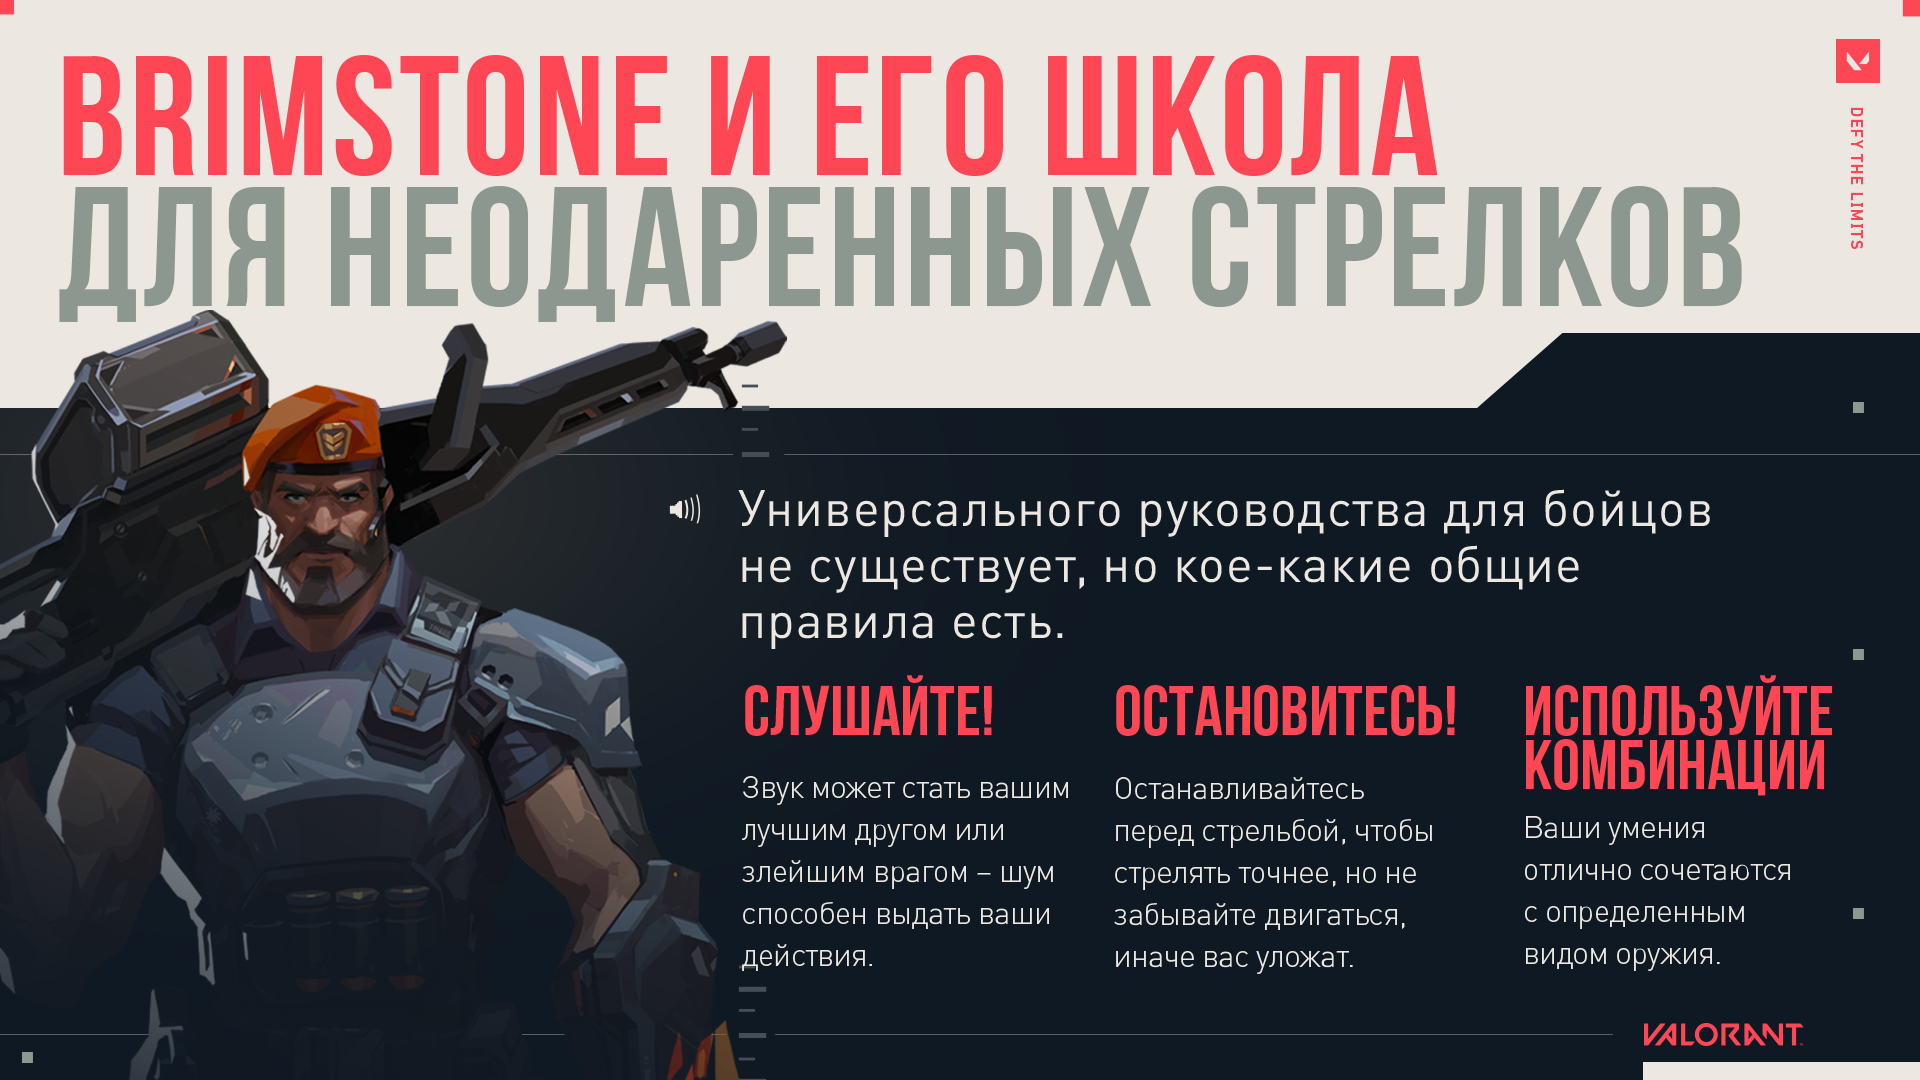 BRIMSTONE И ЕГО ШКОЛА
ДЛЯ НЕОДАРЕННЫХ СТРЕЛКОВ
DEFY THE LIMITS
Универсального руководства для бойцов
не существует, но кое-какие общие
правила есть.
СЛУШАЙТЕ!
Звук может стать вашим
лучшим другом или
злейшим врагом – шум
способен выдать ваши
действия.
ОСТАНОВИТЕСЬ!
Останавливайтесь
перед стрельбой, чтобы
стрелять точнее, но не
забывайте двигаться,
иначе вас уложат.
ИСПОЛЬЗУЙТЕ
КОМБИНАЦИИ
Ваши умения
отлично сочетаются
с определенным
видом оружия.
VALORANT